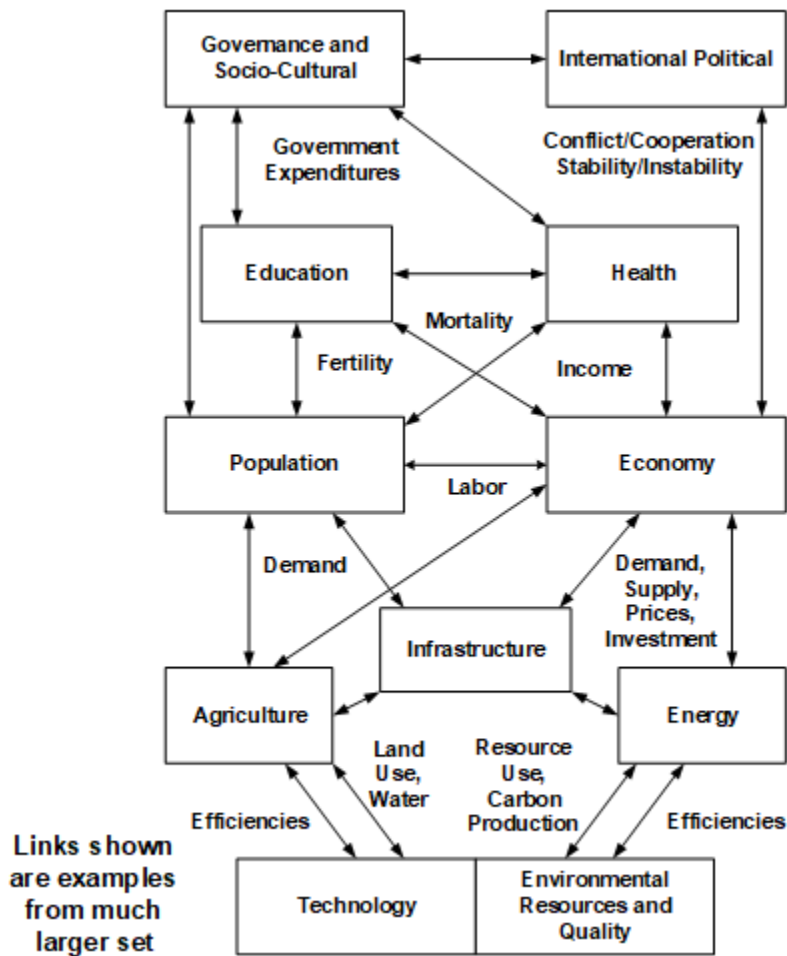 Governance and
Socio-Cultural
International Political
Government
Expenditures
Conflict/Cooperation
Stability/Instability
Education
Health
Mortality
Fertility
Income
Population
Economy
Labor
Demand
Demand,
Supply,
Prices,
Investment
Infrastructure
Agriculture
Energy
Land
Use,
Water
Resource
Use,
Carbon
Production
Efficiencies
Efficiencies
Links shown
are examples
from much
larger set
Technology
Environmental
Resources and
Quality